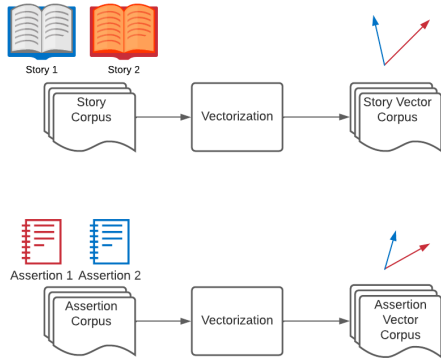 Story 1 Story 2
Story
Corpus
Vectorization
Story Vector
Corpus
Assertion 1 Assertion 2
Assertion
Corpus
Vectorization
Assertion
Vector
Corpus